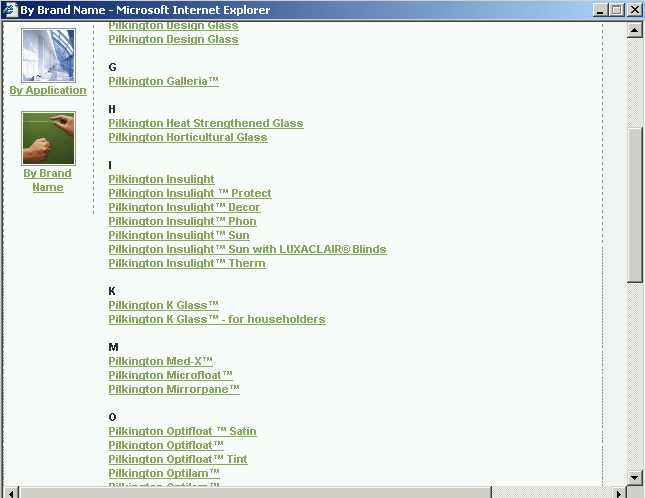 By Brand Name - Microsoft Internet Explorer
By Application
By Brand
Name
Pilkington Design Glass
Pilkington Design Glass
G
Pilkington Galleria™
H
Pilkington Heat Strengthened Glass
Pilkington Horticultural Glass
I
Pilkington Insulight
Pilkington Insulight ™ Protect
Pilkington Insulight™ Decor
Pilkington Insulight™ Phon
Pilkington Insulight™ Sun
Pilkington Insulight™ Sun with LUXACLAIR® Blinds
Pilkington Insulight™ Therm
K
Pilkington K Glass™
Pilkington K Glass™ - for householders
M
Pilkington Med-X™
Pilkington Microfloat™
Pilkington Mirrorpane™
O
Pilkington Optifloat ™ Satin
Pilkington Optifloat™
Pilkington Optifloat™ Tint
Pilkington Optilam™
Pilkington Optilam™